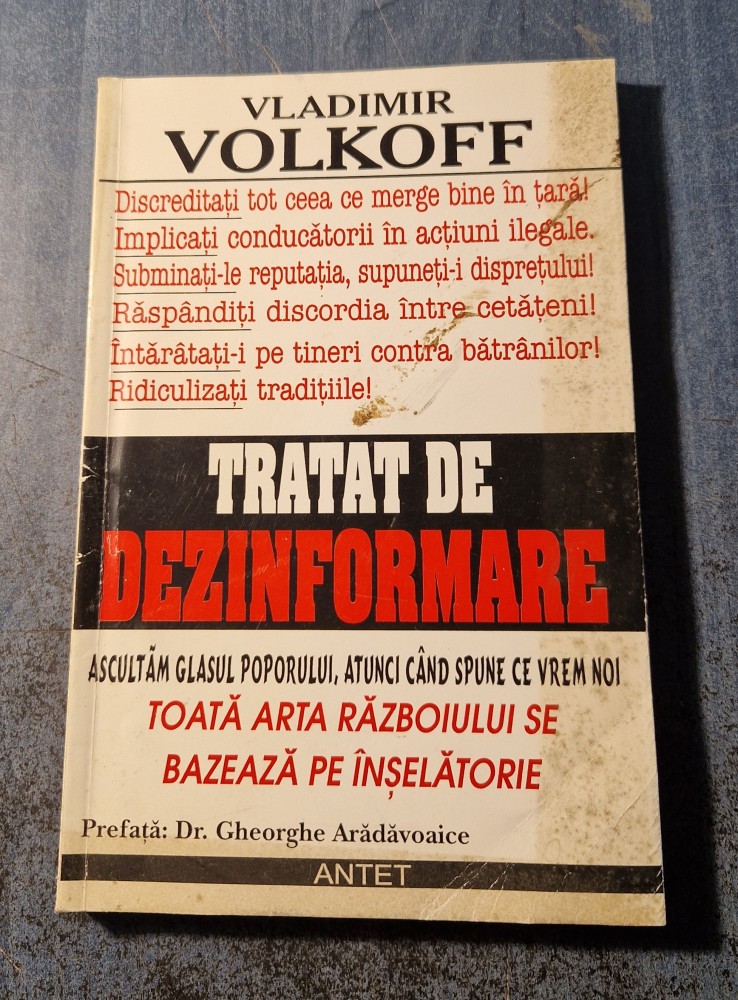 VLADIMIR
VOLKOFF
Discreditați tot ceea ce merge bine în țară!
Implicați conducătorii în acțiuni ilegale.
Subminați-le reputația, supuneți-i disprețului!
Răspândiți discordia între cetățeni!
Întărâtați-i pe tineri contra bătrânilor!
Ridiculizați tradițiile!
TRATAT DE
DEZINFORMARE
ASCULTĂM GLASUL POPORULUI, ATUNCI CÂND SPUNE CE VREM NOI
TOATĂ ARTA RĂZBOIULUI SE
BAZEAZĂ PE ÎNȘELĂTORIE
Prefață: Dr. Gheorghe Arădăvoaice
ANTET